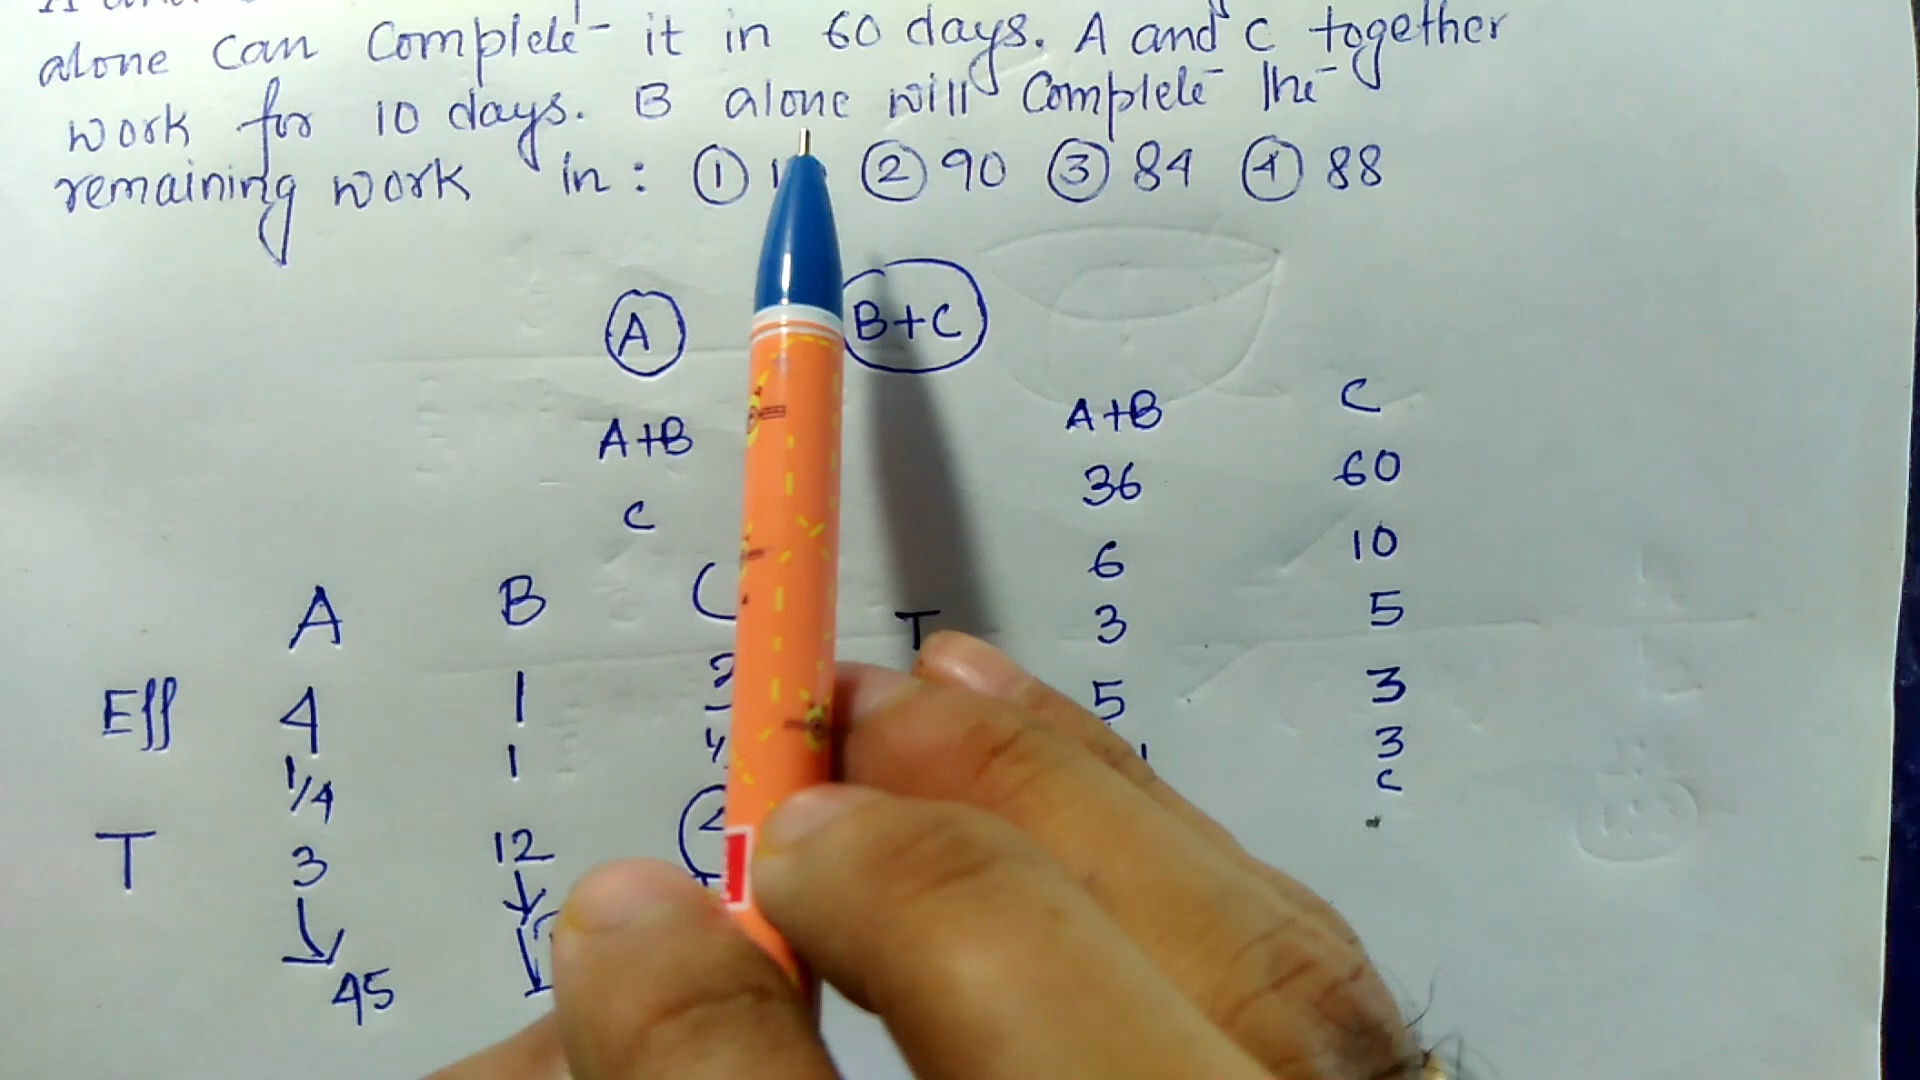 alone can complete it in 60 days. A and C together
work for 10 days. B alone will complete the
remaining work in: ① ② 90 ③ 84 ④ 88
A B+C
A+B A+B C
36 60
C
6 10
A B C T 3 5
Eff 4 1 2 5 3
1/4 1 3
C
T 3 12
45